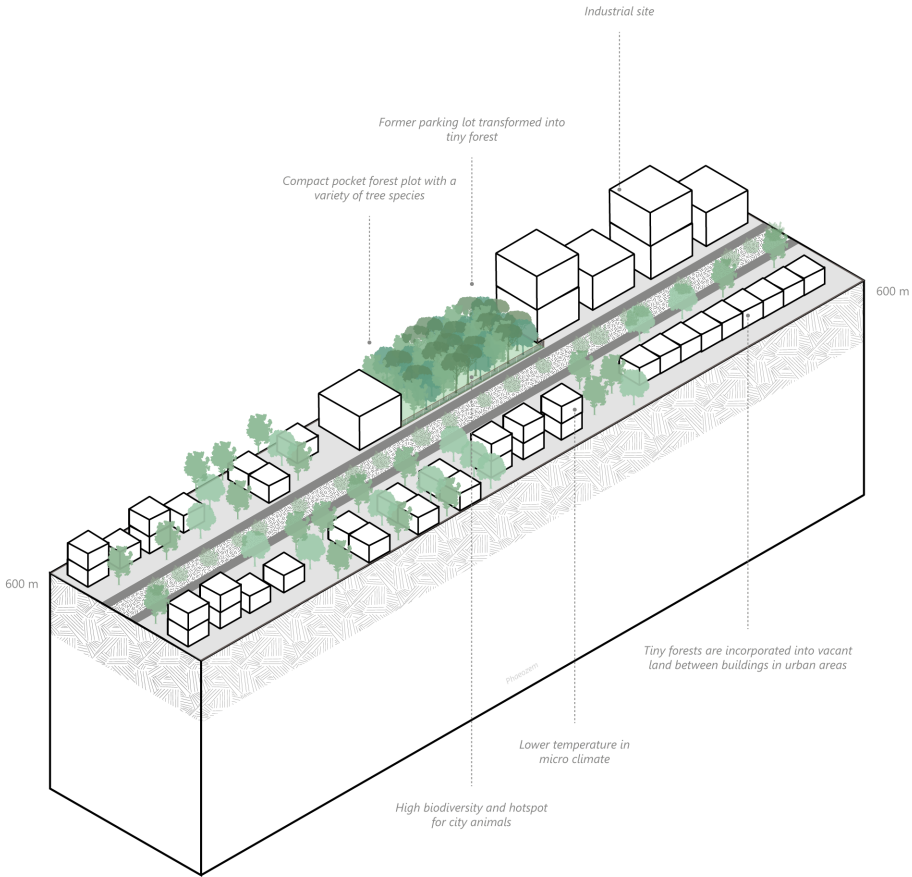 Industrial site
Former parking lot transformed into
tiny forest
Compact pocket forest plot with a
variety of tree species
600 m
600 m
Tiny forests are incorporated into vacant
land between buildings in urban areas
Phaenzem
Lower temperature in
micro climate
High biodiversity and hotspot
for city animals